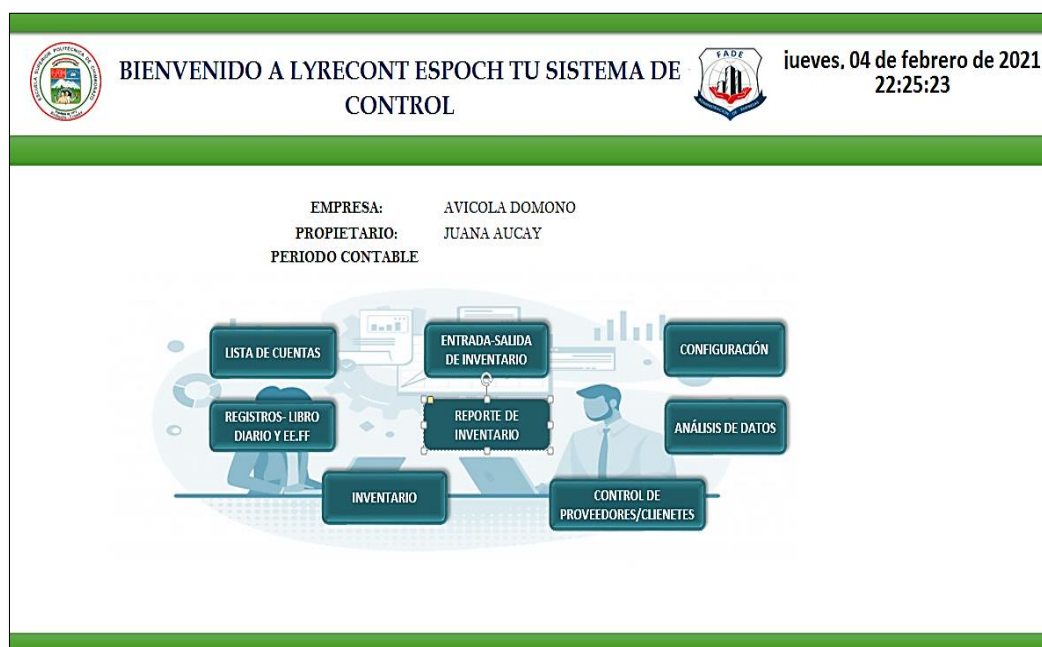 BIENVENIDO A LYRECONT ESPOCH TU SISTEMA DE
CONTROL
FADE
jueves, 04 de febrero de 2021
22:25:23
EMPRESA: AVICOLA DOMONO
PROPIETARIO: JUANA AUCAY
PERIODO CONTABLE
LISTA DE CUENTAS
ENTRADA-SALIDA
DE INVENTARIO
CONFIGURACIÓN
REGISTROS- LIBRO
DIARIO Y EE.FF
REPORTE DE
INVENTARIO
ANÁLISIS DE DATOS
INVENTARIO
CONTROL DE
PROVEEDORES/CLIENETES